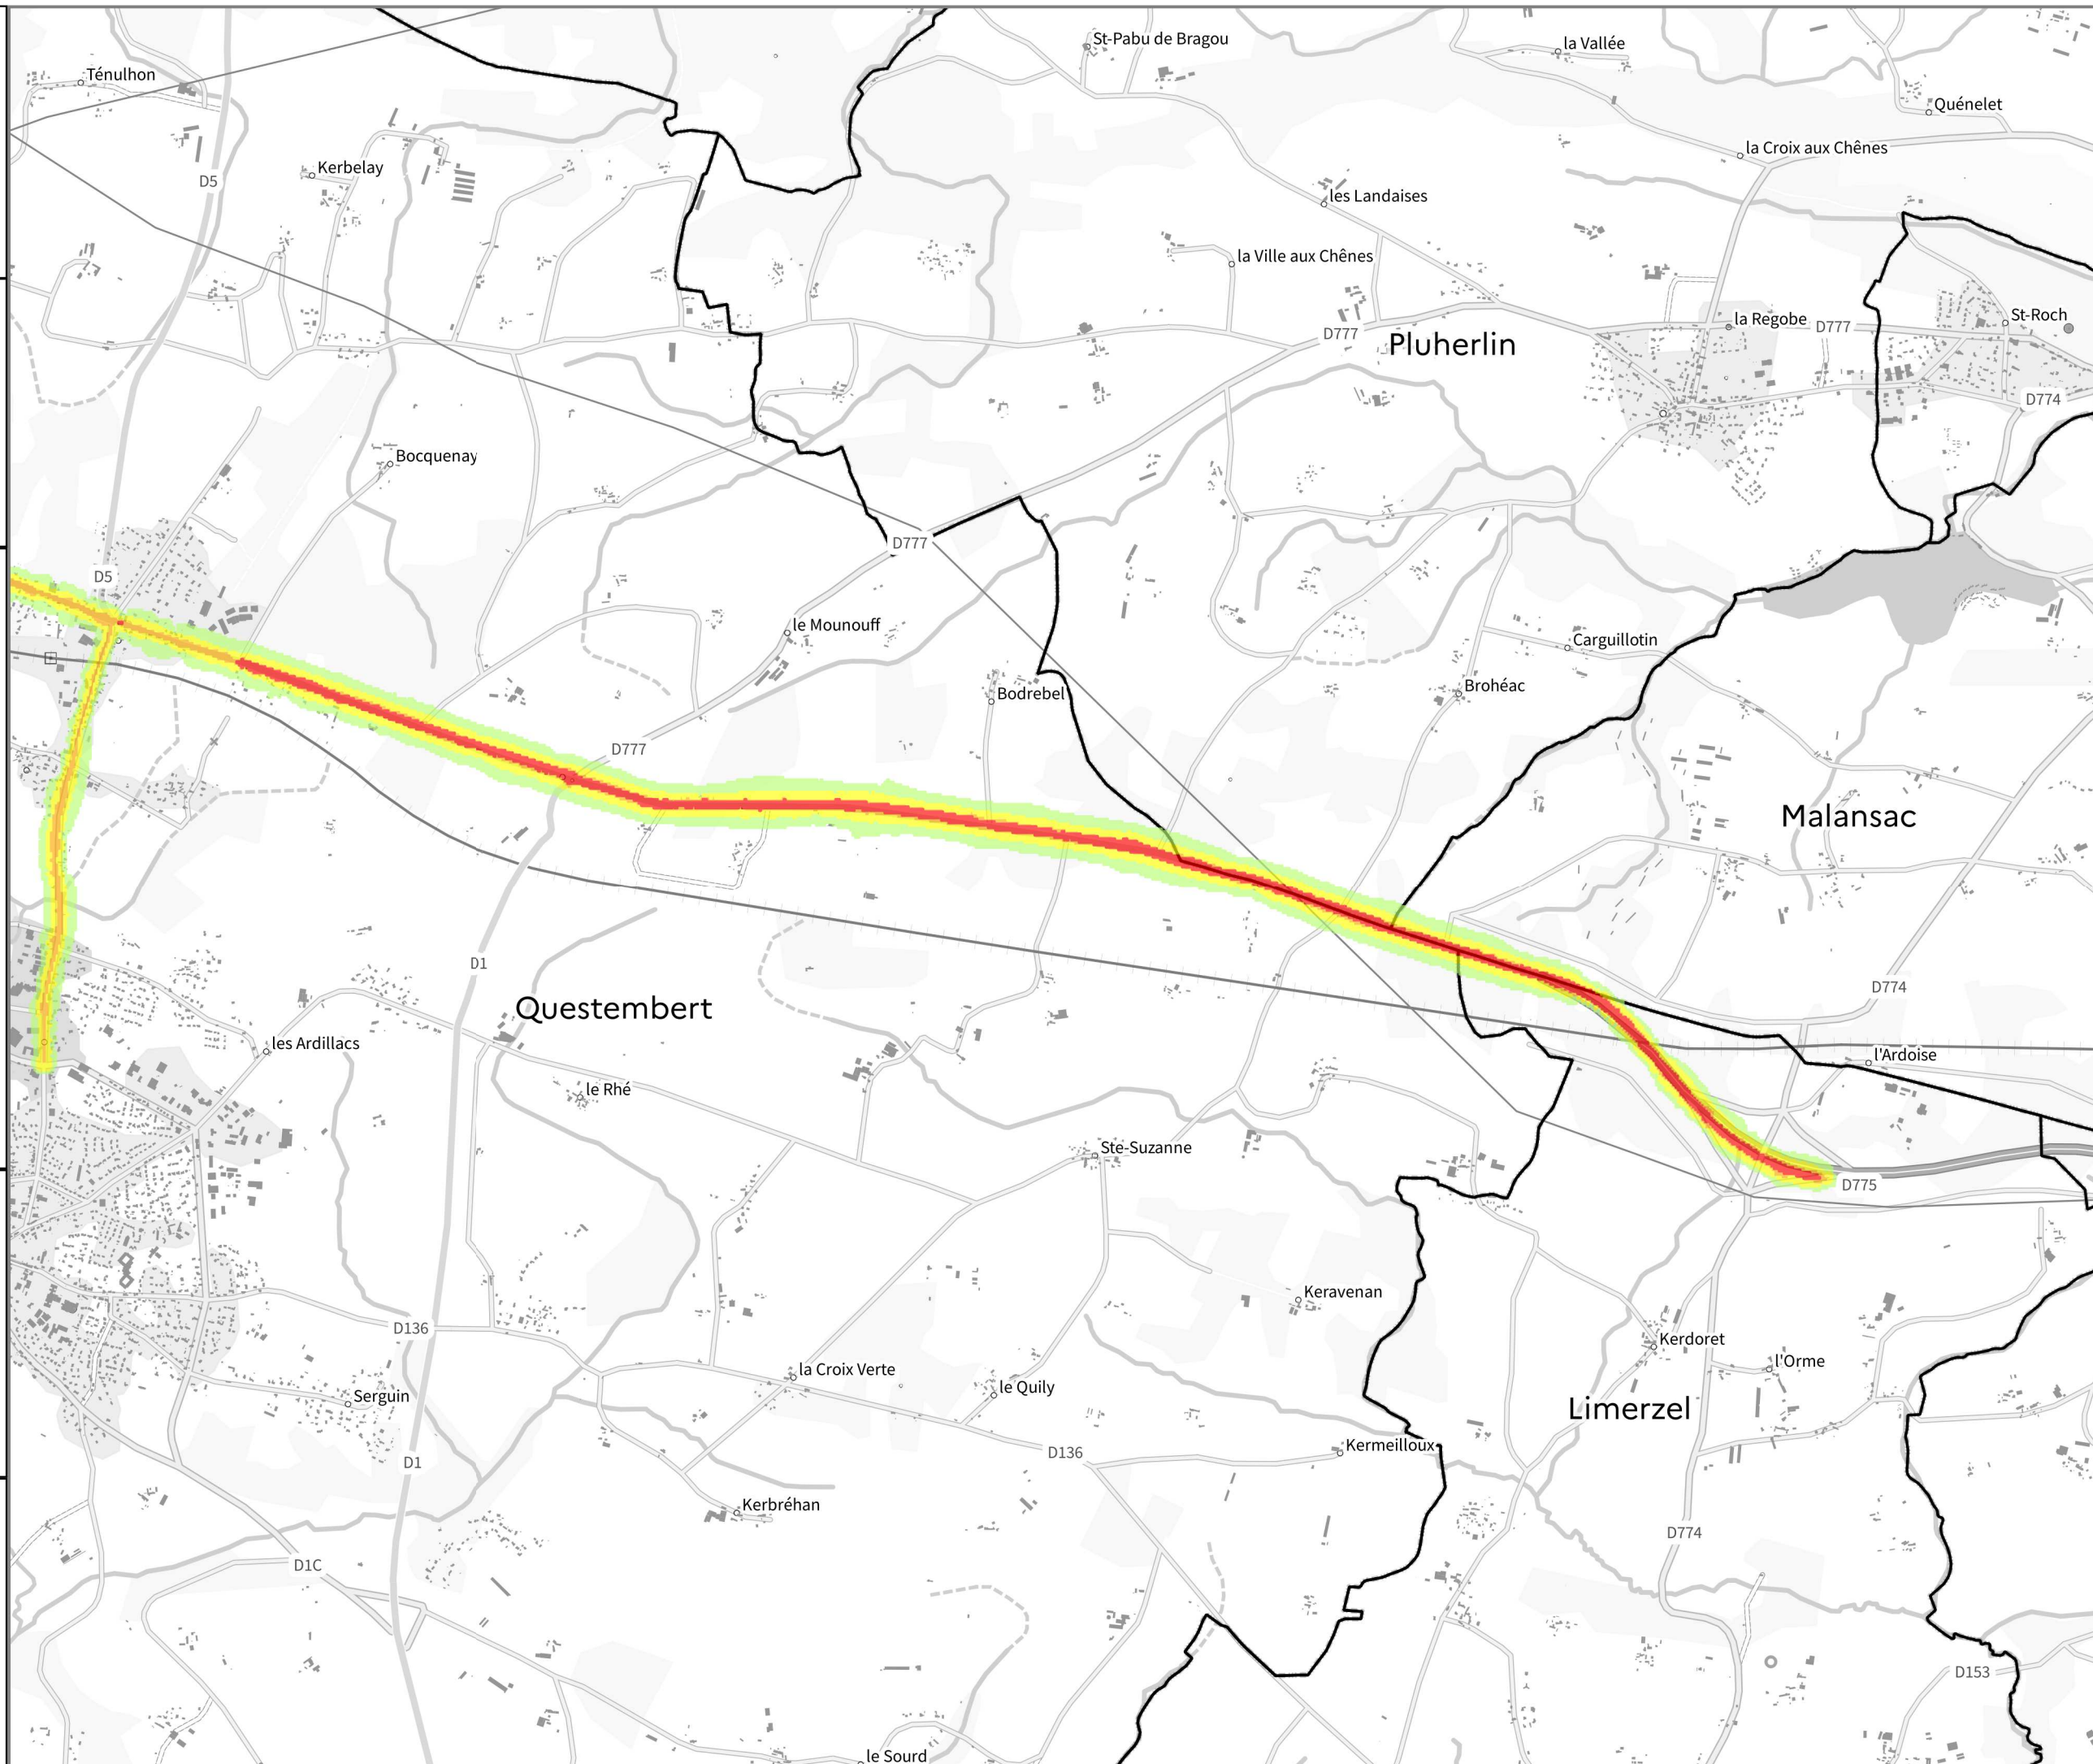 St-Pabu de Bragou
la Vallée
Ténulhon
Quénelet
la Croix aux Chênes
Kerbelay
D5
les Landaises
la Ville aux Chênes
St-Roch
la Regobe
D777
D777
Pluherlin
D774
Bocquenay
D777
D5
le Mounouff
Carguillotin
Brohéac
Bodrebel
D777
Malansac
D1
D774
Questembert
les Ardillacs
l'Ardoise
le Rhé
Ste-Suzanne
D775
Keravenan
D136
Kerdoret
l'Orme
la Croix Verte
le Quily
Serguin
Limerzel
Kermeilloux
D136
D1
Kerbréhan
D774
D1C
D153
le Sourd